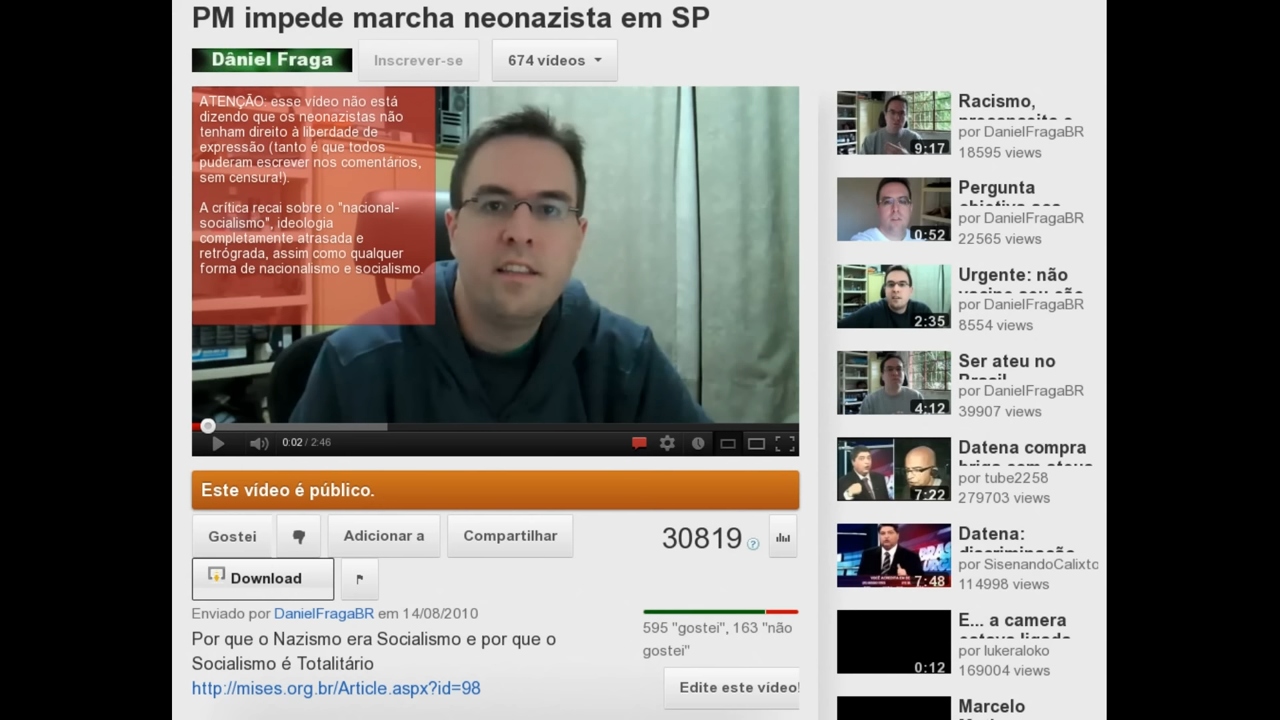 PM impede marcha neonazista em SP
Dâniel Fraga
Inscrever-se
674 vídeos
ATENÇÃO: esse vídeo não está
dizendo que os neonazistas não
tenham direito à liberdade de
expressão (tanto é que todos
puderam escrever nos comentários,
sem censura!).
A crítica recai sobre o "nacional-
socialismo", ideologia
completamente atrasada e
retrógrada, assim como qualquer
forma de nacionalismo e socialismo.
0:02 / 2:46
Este vídeo é público.
Gostei
Adicionar a
Compartilhar
30819
Download
Enviado por DanielFragaBR em 14/08/2010
595 "gostei", 163 "não
gostei"
Por que o Nazismo era Socialismo e por que o
Socialismo é Totalitário
http://mises.org.br/Article.aspx?id=98
Edite este vídeo!
9:17
Racismo,
por DanielFragaBR
18595 views
0:52
Pergunta
por DanielFragaBR
22565 views
2:35
Urgente: não
por DanielFragaBR
8554 views
4:12
Ser ateu no
Brasil
por DanielFragaBR
39907 views
7:22
Datena compra
por tube2258
279703 views
7:48
Datena:
por SisenandoCalixto
114998 views
0:12
E... a camera
por lukeraloko
169004 views
Marcelo